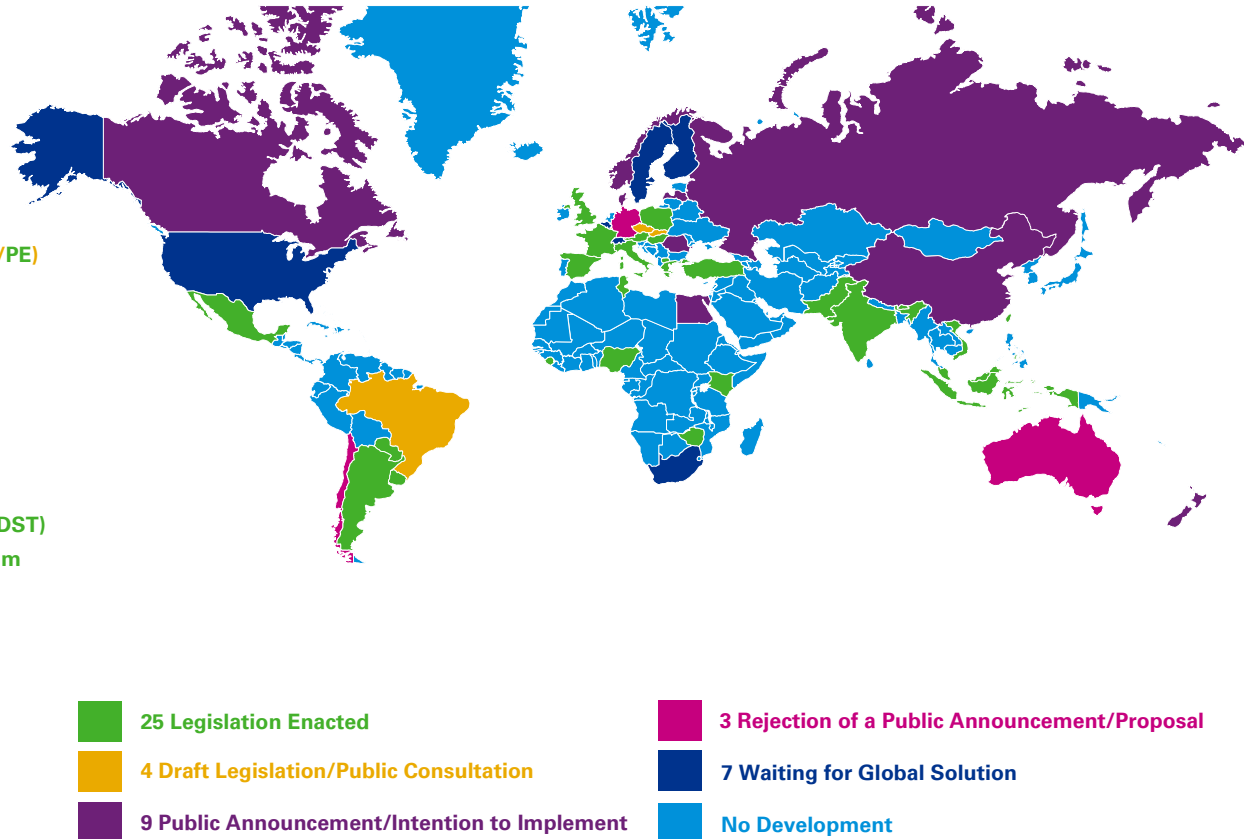 /PE)
DST)
m
25 Legislation Enacted
4 Draft Legislation/Public Consultation
9 Public Announcement/Intention to Implement
3 Rejection of a Public Announcement/Proposal
7 Waiting for Global Solution
No Development